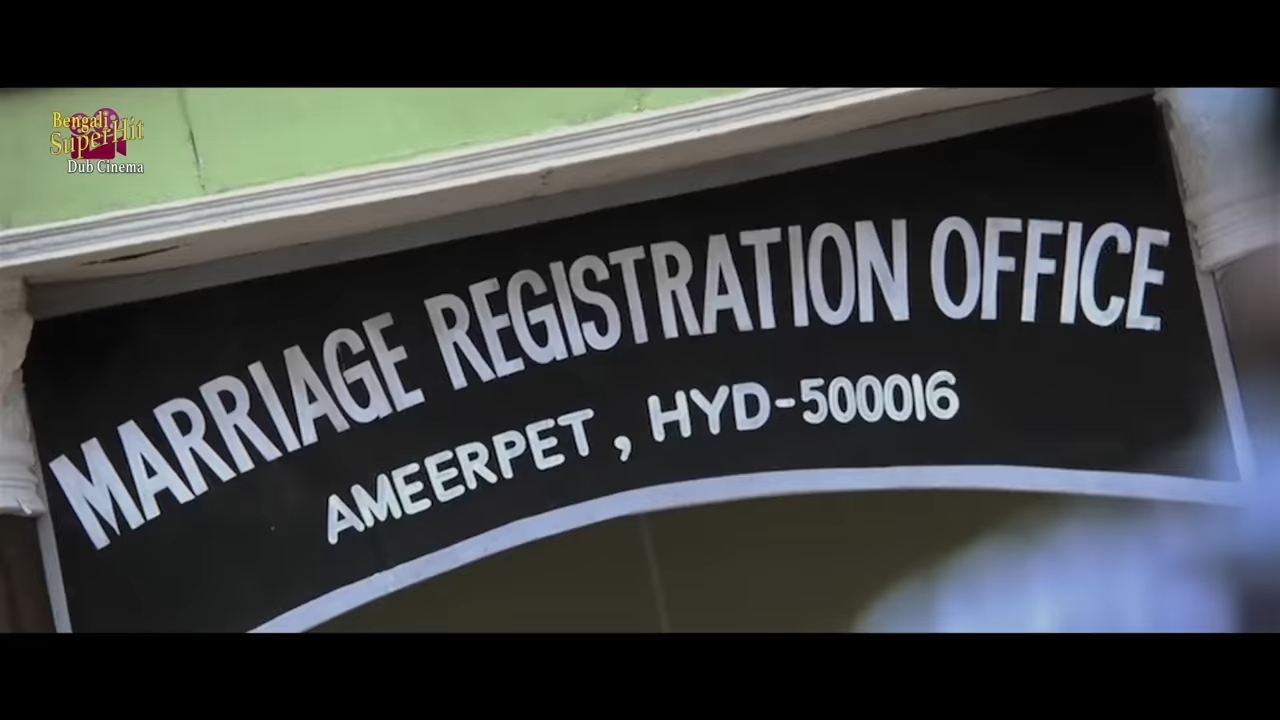 Bengali
SuperHit
Dub Cinema
MARRIAGE REGISTRATION OFFICE
AMEERPET, HYD-500016